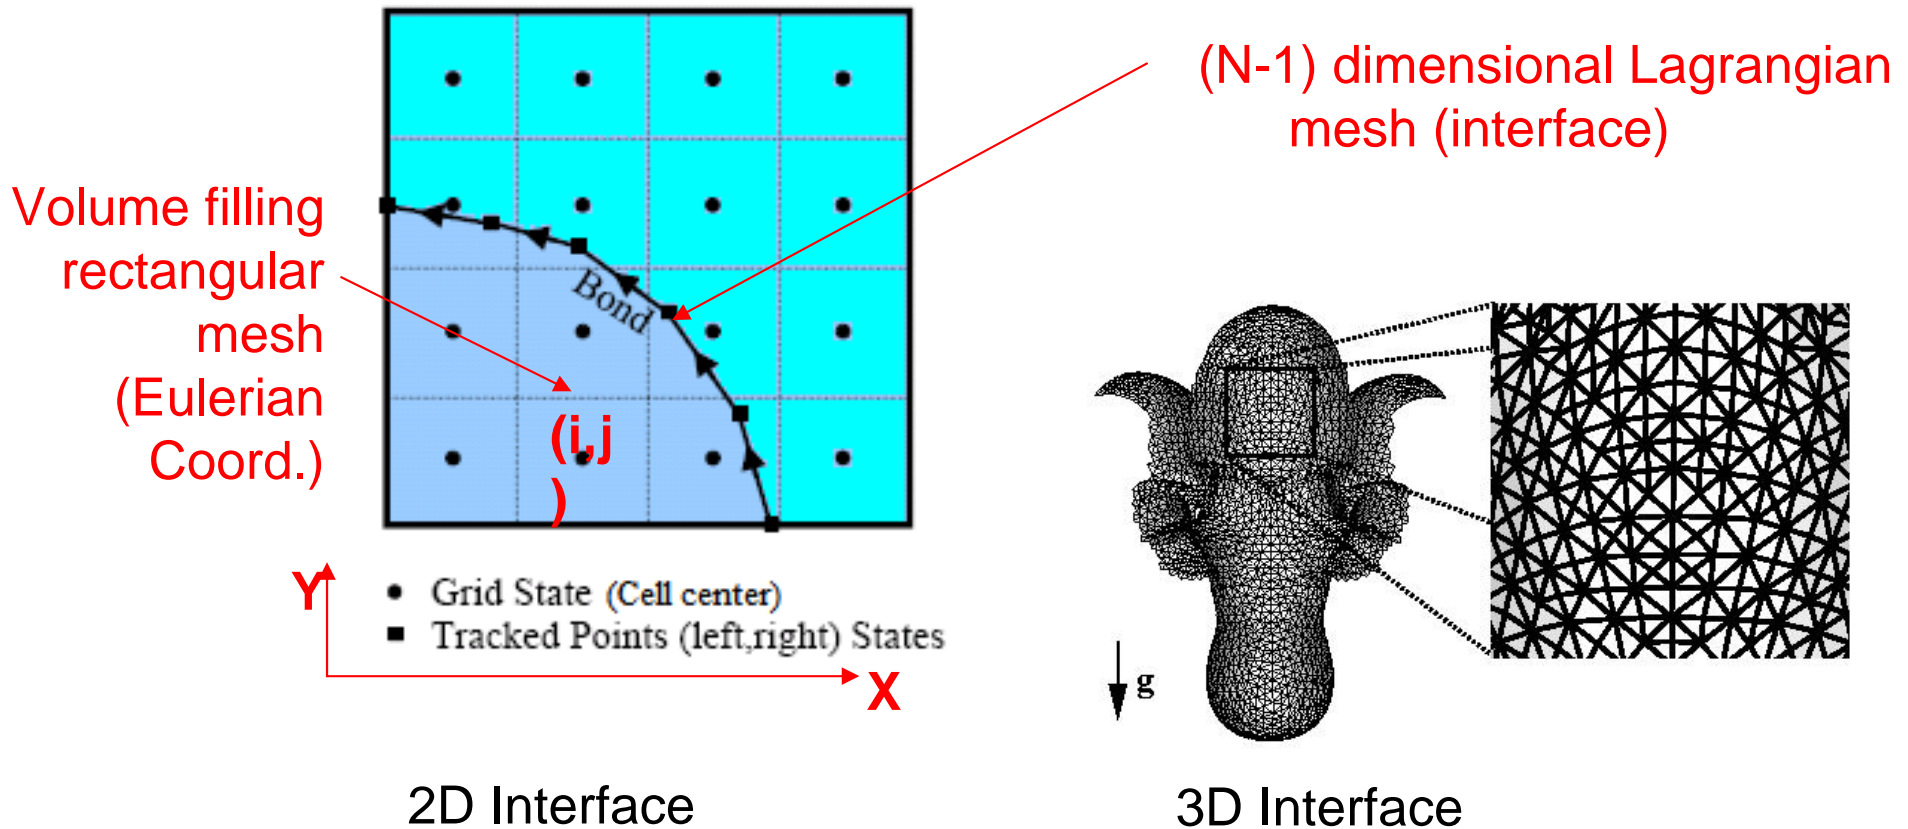 (N-1) dimensional Lagrangian
mesh (interface)
Volume filling
rectangular
mesh
(Eulerian
Coord.)
Bond
(i,j
)
Y
X
Grid State (Cell center)
Tracked Points (left,right) States
g
2D Interface
3D Interface